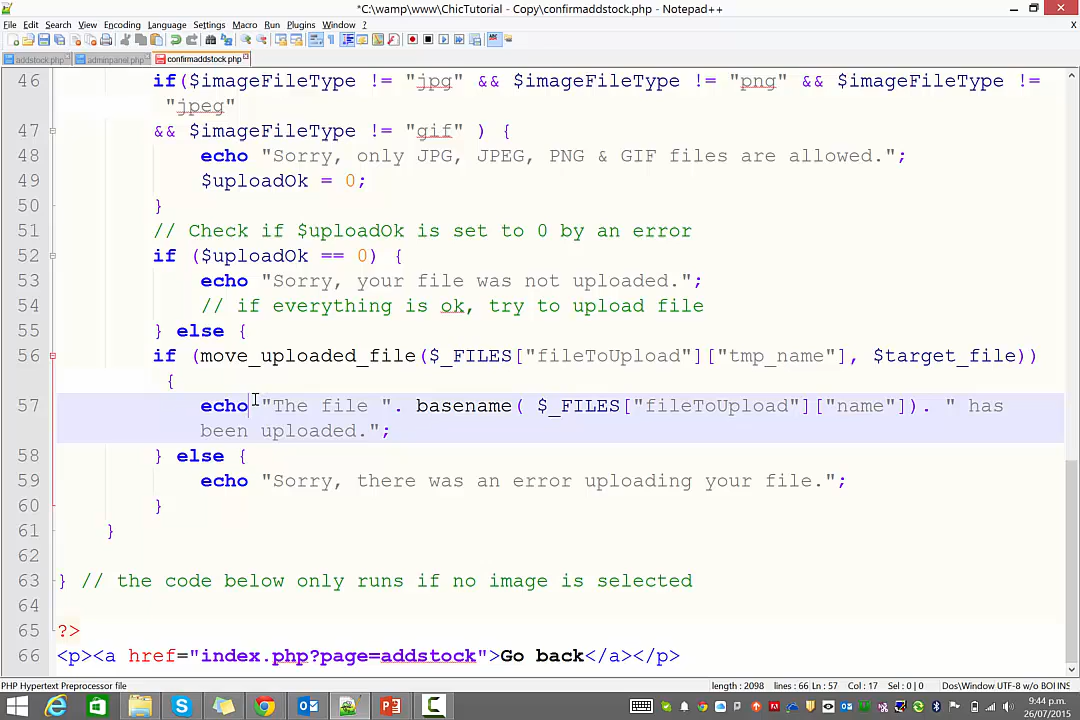 *C:\wamp\www\ChicTutorial - Copy\confirmaddstock.php - Notepad++
File Edit Search View Encoding Language Settings Macro Run Plugins Window ?
addstock.php adminpanel.php confirmaddstock.php
46 if($imageFileType != "jpg" && $imageFileType != "png" && $imageFileType !=
"jpeg"
47 && $imageFileType != "gif" ) {
48 echo "Sorry, only JPG, JPEG, PNG & GIF files are allowed.";
49 $uploadOk = 0;
50 }
51 // Check if $uploadOk is set to 0 by an error
52 if ($uploadOk == 0) {
53 echo "Sorry, your file was not uploaded.";
54 // if everything is ok, try to upload file
55 } else {
56 if (move_uploaded_file($_FILES["fileToUpload"]["tmp_name"], $target_file))
{
57 echo "The file ". basename( $_FILES["fileToUpload"]["name"]). " has
been uploaded.";
58 } else {
59 echo "Sorry, there was an error uploading your file.";
60 }
61 }
62
63 } // the code below only runs if no image is selected
64
65 ?>
66 <p><a href="index.php?page=addstock">Go back</a></p>
PHP Hypertext Preprocessor file length : 2098 lines : 66 Ln : 57 Col : 17 Sel : 0 | 0 Dos\Window UTF-8 w/o BOM INS
9:44 p.m.
26/07/2015